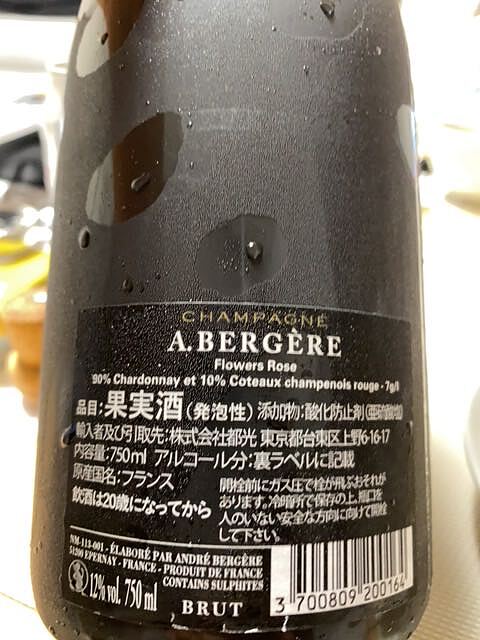 CHAMPAGNE
A.BERGÈRE
Flowers Rose
90% Chardonnay et 10% Coteaux champenois rouge - 7g/l
品目:果実酒(発泡性) 添加物:酸化防止剤(亜硫酸塩)
輸入者及び引取先:株式会社都光 東京都台東区上野6-16-17
内容量:750ml アルコール分:裏ラベルに記載
原産国名:フランス
飲酒は20歳になってから
開栓前にガス圧で栓が飛ぶおそれが
あります。冷暗所で保存の上、瓶口を
人のいない安全な方向に向けて開栓
して下さい。
NM-113-001 - ÉLABORÉ PAR ANDRÉ BERGÈRE
51200 EPERNAY - FRANCE - PRODUIT DE FRANCE
CONTAINS SULPHITES
12% vol. 750 ml
BRUT
3 700809 200164